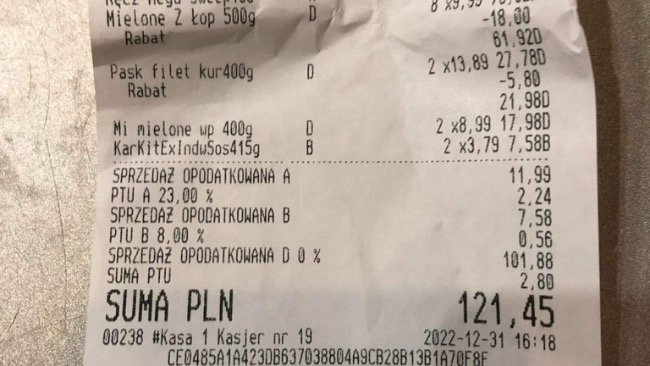 Mielone Z Łop 500g D 8 x9,99
Rabat -18,00
61,92D
Pask filet kur400g D 2 x13,89 27,78D
Rabat -5,80
21,98D
Mi mielone wp 400g D 2 x8,99 17,98D
KarKitExIndwSos415g B 2 x3,79 7,58B
SPRZEDAŻ OPODATKOWANA A 11,99
PTU A 23,00 % 2,24
SPRZEDAŻ OPODATKOWANA B 7,58
PTU B 8,00 % 0,56
SPRZEDAŻ OPODATKOWANA D 0 % 101,88
SUMA PTU 2,80
SUMA PLN 121,45
00238 #Kasa 1 Kasjer nr 19 2022-12-31 16:18
CE0485A1A423DB637038804A9CB28B13B1A70F8F